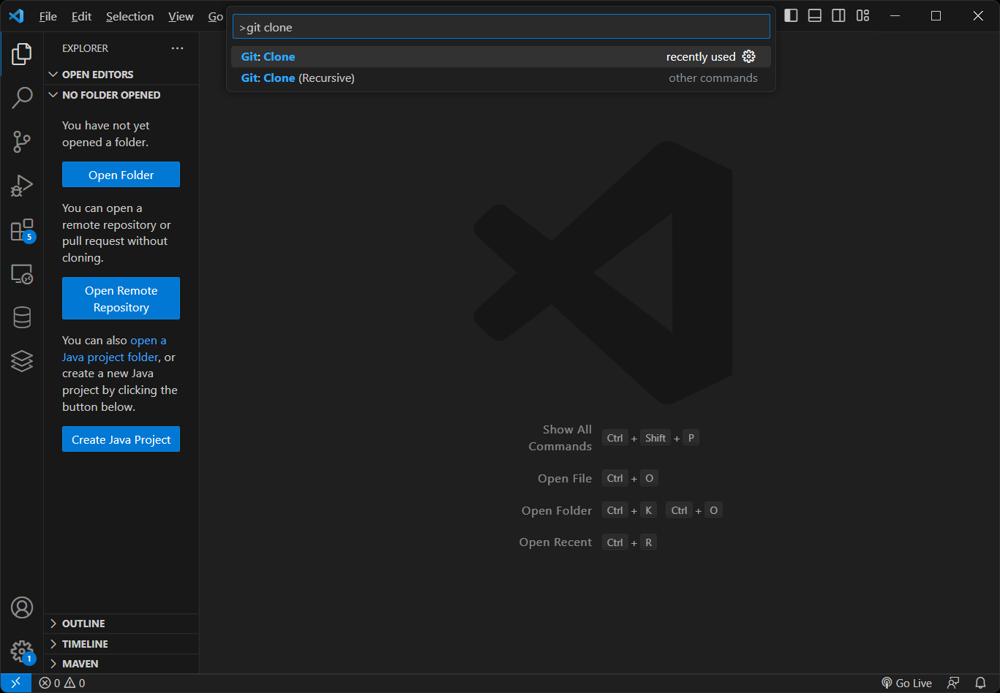 File Edit Selection View Go
>git clone
Git: Clone recently used
Git: Clone (Recursive) other commands
EXPLORER
OPEN EDITORS
NO FOLDER OPENED
You have not yet
opened a folder.
Open Folder
You can open a
remote repository or
pull request without
cloning.
Open Remote
Repository
You can also open a
Java project folder, or
create a new Java
project by clicking the
button below.
Create Java Project
5
Show All
Commands Ctrl + Shift + P
Open File Ctrl + O
Open Folder Ctrl + K Ctrl + O
Open Recent Ctrl + R
OUTLINE
TIMELINE
MAVEN
1
0 0
Go Live